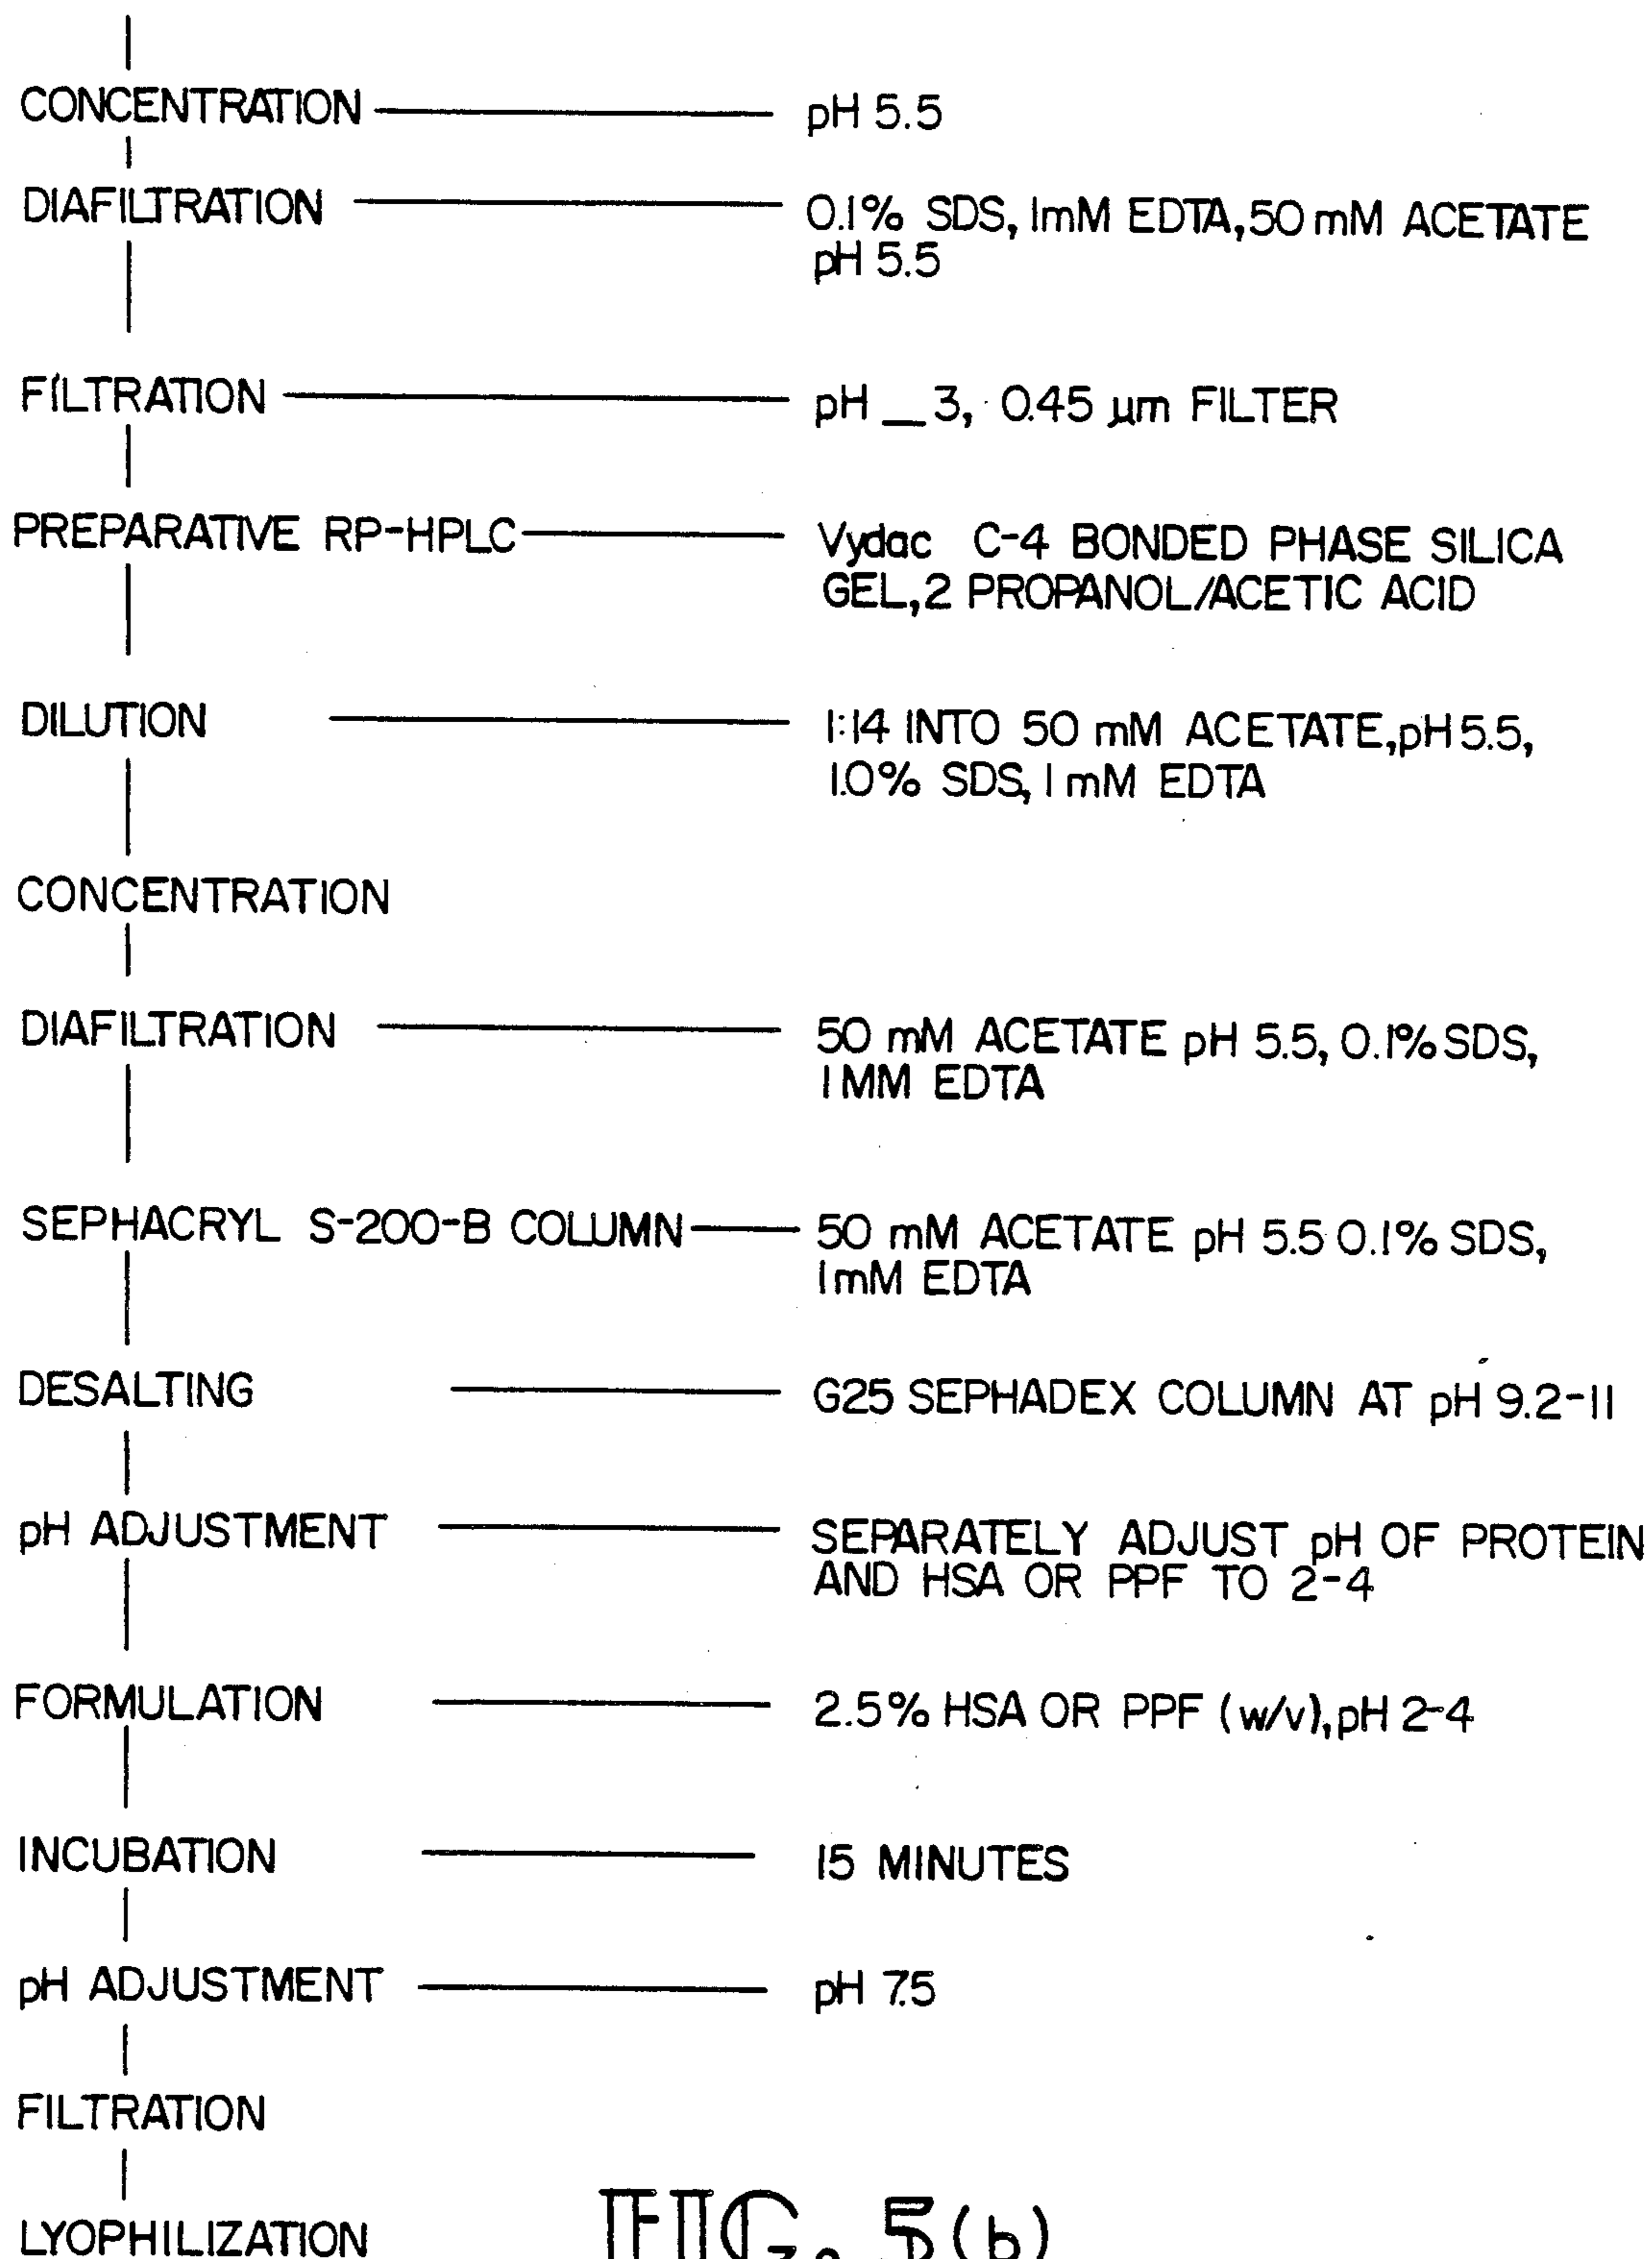 CONCENTRATION pH 5.5
DIAFILTRATION 0.1% SDS, 1mM EDTA, 50 mM ACETATE
pH 5.5
FILTRATION pH _ 3, 0.45 µm FILTER
PREPARATIVE RP-HPLC Vydac C-4 BONDED PHASE SILICA
GEL, 2 PROPANOL/ACETIC ACID
DILUTION 1:14 INTO 50 mM ACETATE, pH 5.5,
1.0% SDS, 1 mM EDTA
CONCENTRATION
DIAFILTRATION 50 mM ACETATE pH 5.5, 0.1% SDS,
1 MM EDTA
SEPHACRYL S-200-B COLUMN 50 mM ACETATE pH 5.5 0.1% SDS,
1mM EDTA
DESALTING G25 SEPHADEX COLUMN AT pH 9.2-11
pH ADJUSTMENT SEPARATELY ADJUST pH OF PROTEIN
AND HSA OR PPF TO 2-4
FORMULATION 2.5% HSA OR PPF (w/v), pH 2-4
INCUBATION 15 MINUTES
pH ADJUSTMENT pH 7.5
FILTRATION
LYOPHILIZATION
FIG. 5(b)